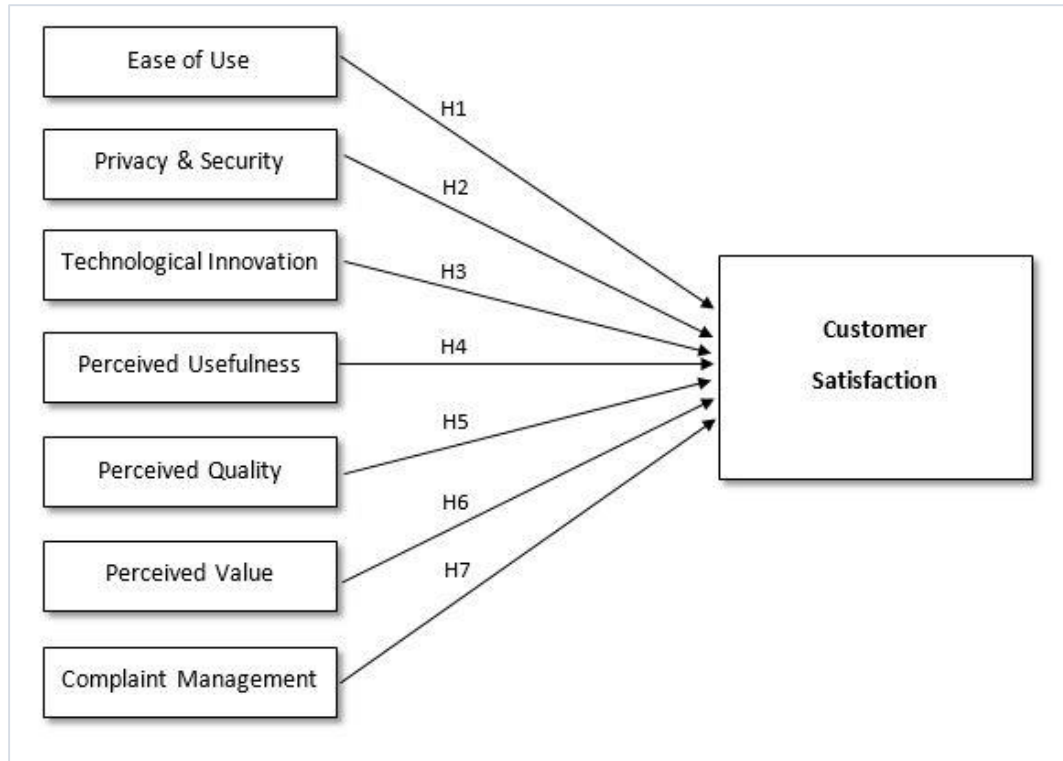 Ease of Use
H1
Privacy & Security
H2
Technological Innovation
H3
Perceived Usefulness
H4
Perceived Quality
H5
Perceived Value
H6
Complaint Management
H7
Customer
Satisfaction